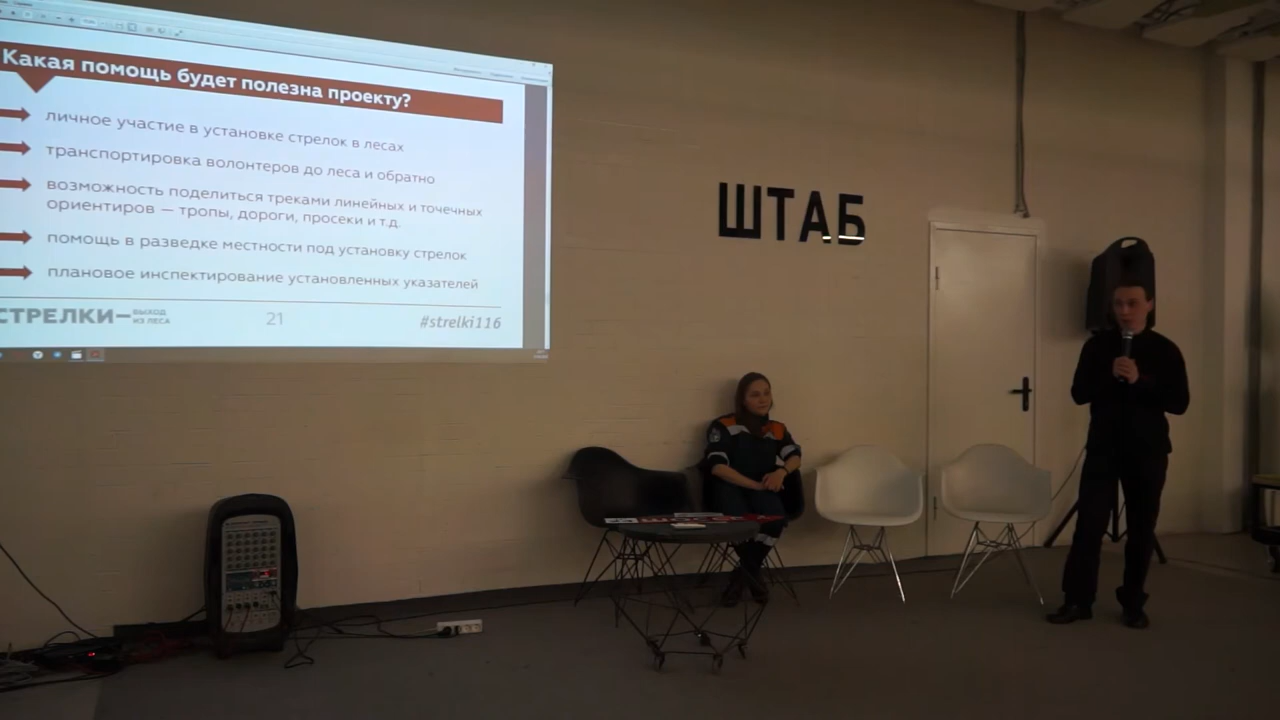 Какая помощь будет полезна проекту?
личное участие в установке стрелок в лесах
транспортировка волонтеров до леса и обратно
возможность поделиться треками линейных и точечных
ориентиров — тропы, дороги, просеки и т.д.
помощь в разведке местности под установку стрелок
плановое инспектирование установленных указателей
СТРЕЛКИ—
ВЫХОД
ИЗ ЛЕСА
21
#strelki116
ШТАБ